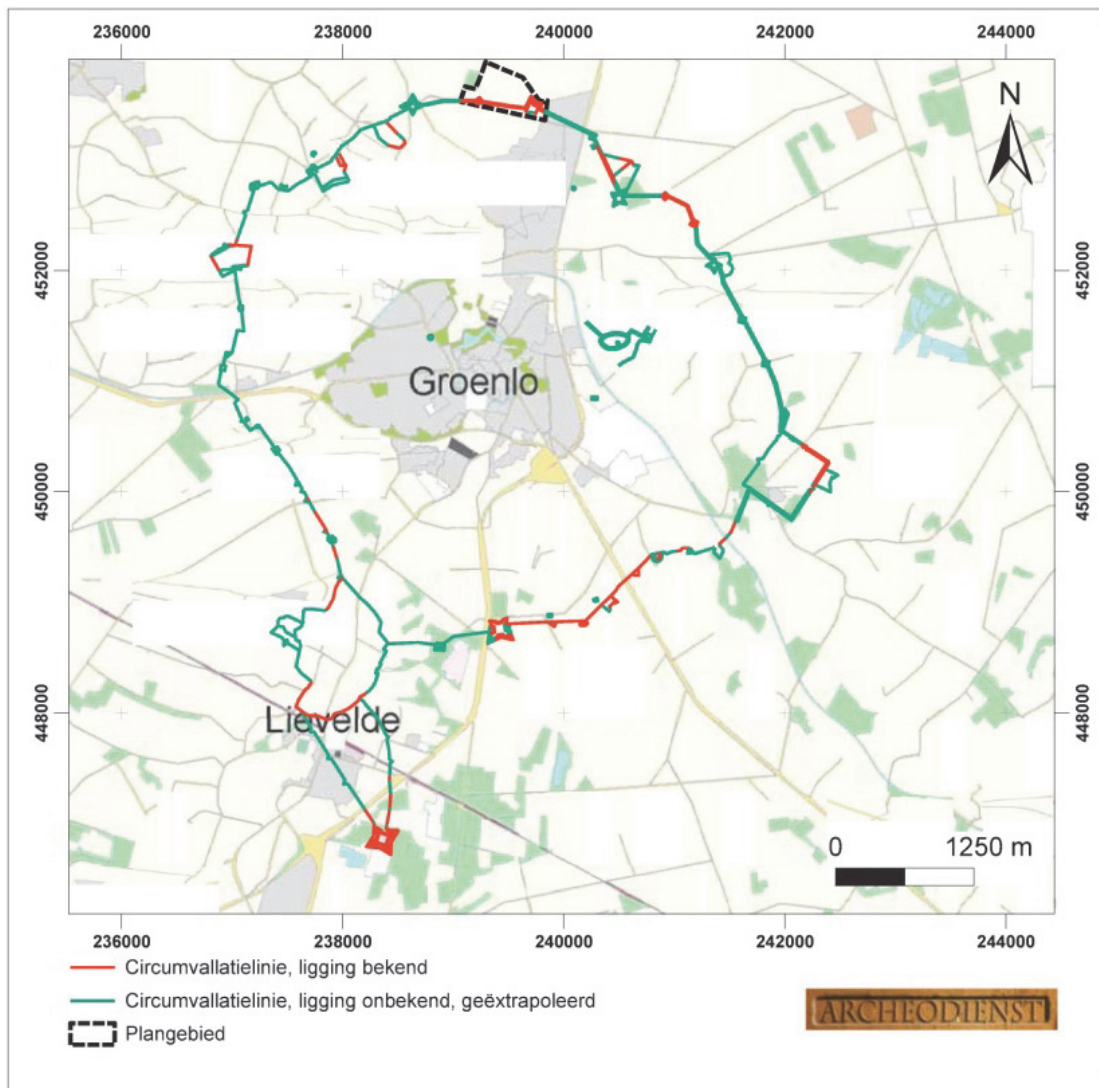 236000 238000 240000 242000 244000
N
452000 452000
Groenlo
450000 450000
448000 448000
Lievelde
0 1250 m
236000 238000 240000 242000 244000
Circumvallatielinie, ligging bekend
Circumvallatielinie, ligging onbekend, geëxtrapoleerd
Plangebied
ARCHEODIENST